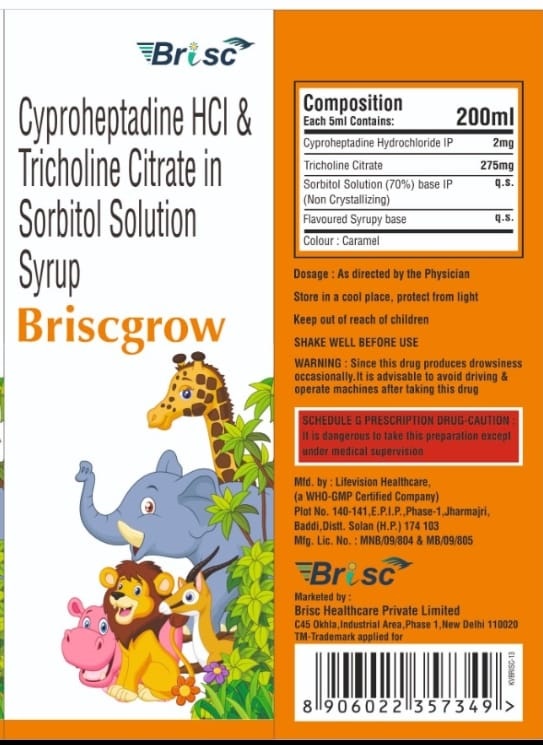 Brisc
Cyproheptadine HCl &
Tricholine Citrate in
Sorbitol Solution
Syrup
Briscgrow
Composition
Each 5ml Contains: 200ml
Cyproheptadine Hydrochloride IP 2mg
Tricholine Citrate 275mg
Sorbitol Solution (70%) base IP q.s.
(Non Crystallizing)
Flavoured Syrupy base q.s.
Colour : Caramel
Dosage : As directed by the Physician
Store in a cool place, protect from light
Keep out of reach of children
SHAKE WELL BEFORE USE
WARNING : Since this drug produces drowsiness
occasionally.It is advisable to avoid driving &
operate machines after taking this drug
SCHEDULE G PRESCRIPTION DRUG-CAUTION :
It is dangerous to take this preparation except
under medical supervision
Mfd. by : Lifevision Healthcare,
(a WHO-GMP Certified Company)
Plot No. 140-141,E.P.I.P.,Phase-1,Jharmajri,
Baddi,Distt. Solan (H.P.) 174 103
Mfg. Lic. No. : MNB/09/804 & MB/09/805
Brisc
Marketed by :
Brisc Healthcare Private Limited
C45 Okhla,Industrial Area,Phase 1,New Delhi 110020
TM-Trademark applied for
KVBRISC-13
8 906022 357349 >